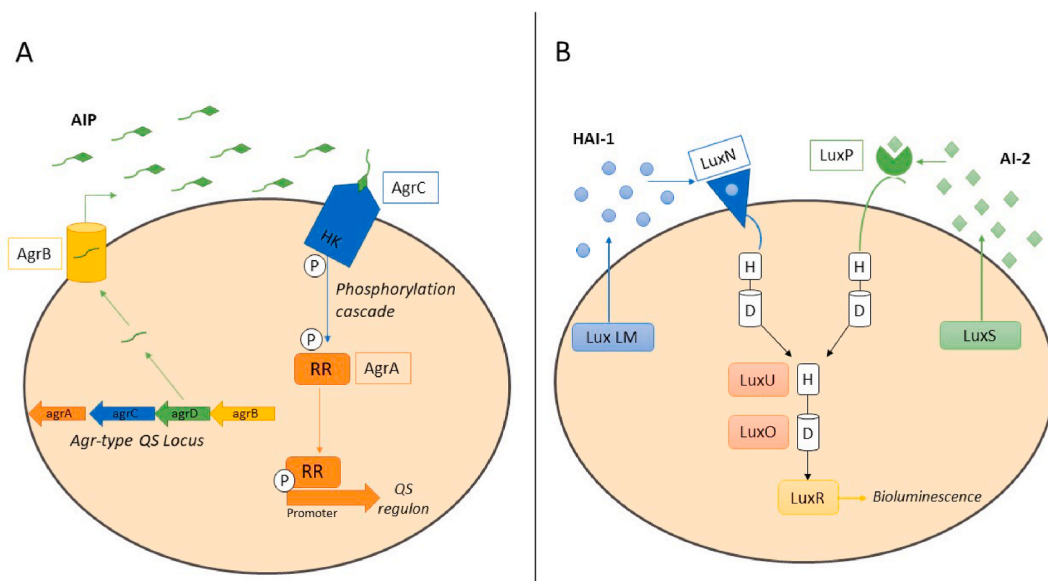 A
AIP
AgrC
HK
AgrB
P
Phosphorylation
cascade
P
RR
AgrA
agrA
agrC
agrD
agrB
Agr-type QS Locus
RR
P
Promoter
QS
regulon
B
HAI-1
LuxN
LuxP
AI-2
H
H
D
D
Lux LM
LuxS
LuxU
H
LuxO
D
LuxR
Bioluminescence